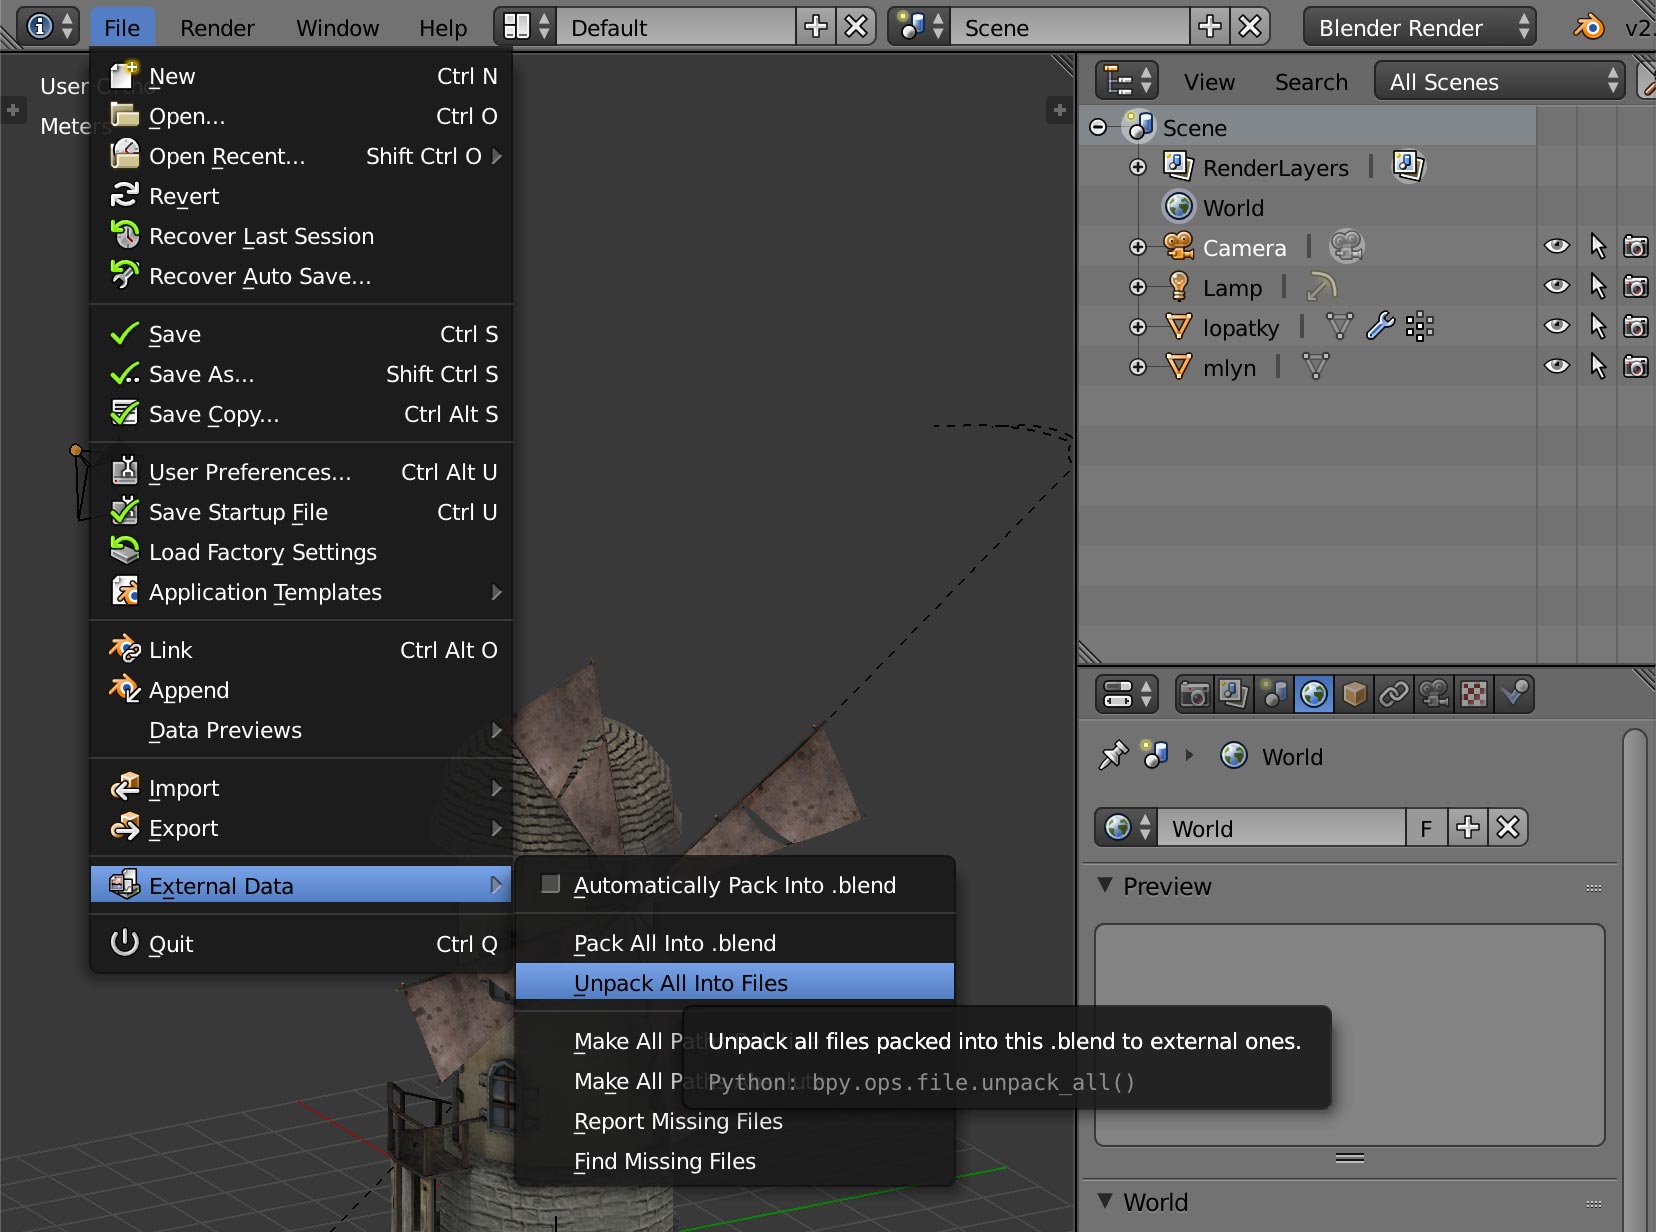 File Render Window Help Default Scene Blender Render v2.
User
Meters
New Ctrl N
Open... Ctrl O
Open Recent... Shift Ctrl O
Revert
Recover Last Session
Recover Auto Save...
Save Ctrl S
Save As... Shift Ctrl S
Save Copy... Ctrl Alt S
User Preferences... Ctrl Alt U
Save Startup File Ctrl U
Load Factory Settings
Application Templates
Link Ctrl Alt O
Append
Data Previews
Import
Export
External Data
Quit Ctrl Q
Automatically Pack Into .blend
Pack All Into .blend
Unpack All Into Files
Make All
Make All
Report Missing Files
Find Missing Files
Unpack all files packed into this .blend to external ones.
Python: bpy.ops.file.unpack_all()
View Search All Scenes
Scene
RenderLayers
World
Camera
Lamp
lopatky
mlyn
World
World F
Preview
World